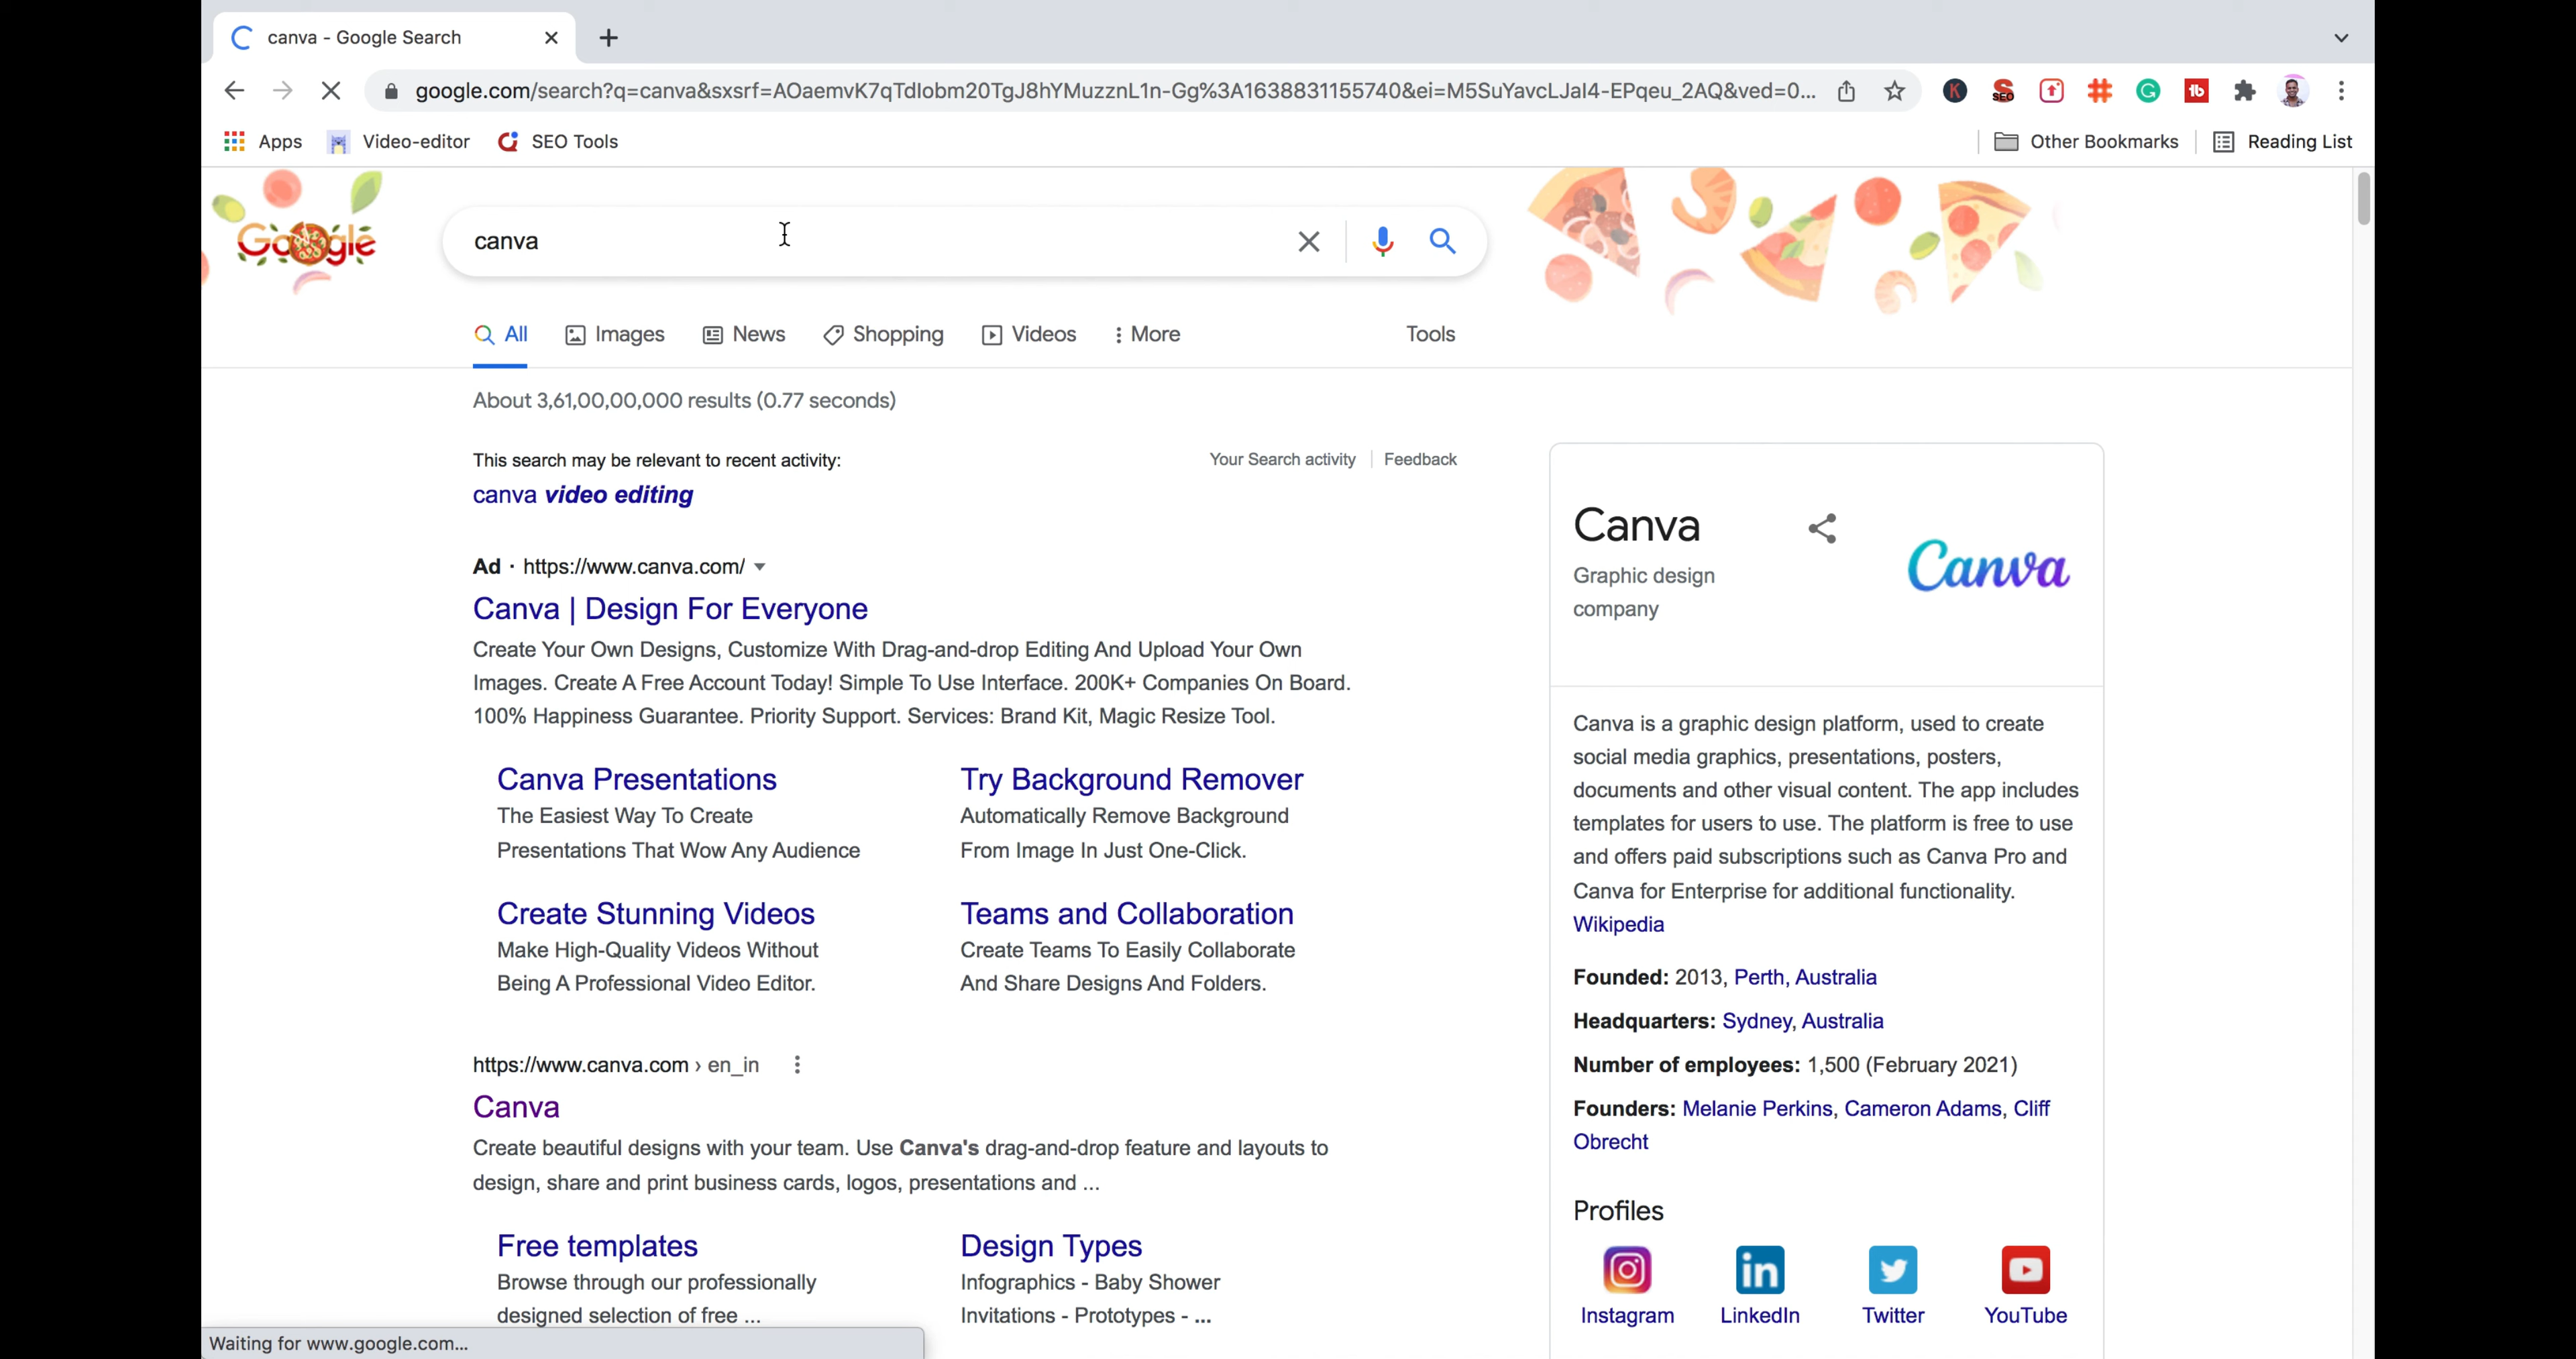 canva - Google Search
google.com/search?q=canva&sxsrf=AOaemvK7qTdIobm20TgJ8hYMuzznL1n-Gg%3A1638831155740&ei=M5SuYavcLJaI4-EPqeu_2AQ&ved=0...
Apps Video-editor SEO Tools Other Bookmarks Reading List
Google
canva
All Images News Shopping Videos More Tools
About 3,61,00,00,000 results (0.77 seconds)
This search may be relevant to recent activity: Your Search activity Feedback
canva video editing
Ad · https://www.canva.com/
Canva | Design For Everyone
Create Your Own Designs, Customize With Drag-and-drop Editing And Upload Your Own
Images. Create A Free Account Today! Simple To Use Interface. 200K+ Companies On Board.
100% Happiness Guarantee. Priority Support. Services: Brand Kit, Magic Resize Tool.
Canva Presentations
The Easiest Way To Create
Presentations That Wow Any Audience
Try Background Remover
Automatically Remove Background
From Image In Just One-Click.
Create Stunning Videos
Make High-Quality Videos Without
Being A Professional Video Editor.
Teams and Collaboration
Create Teams To Easily Collaborate
And Share Designs And Folders.
https://www.canva.com › en_in
Canva
Create beautiful designs with your team. Use Canva's drag-and-drop feature and layouts to
design, share and print business cards, logos, presentations and ...
Free templates
Browse through our professionally
designed selection of free ...
Design Types
Infographics - Baby Shower
Invitations - Prototypes - ...
Canva
Graphic design
company
Canva
Canva is a graphic design platform, used to create
social media graphics, presentations, posters,
documents and other visual content. The app includes
templates for users to use. The platform is free to use
and offers paid subscriptions such as Canva Pro and
Canva for Enterprise for additional functionality.
Wikipedia
Founded: 2013, Perth, Australia
Headquarters: Sydney, Australia
Number of employees: 1,500 (February 2021)
Founders: Melanie Perkins, Cameron Adams, Cliff
Obrecht
Profiles
Instagram LinkedIn Twitter YouTube
Waiting for www.google.com...